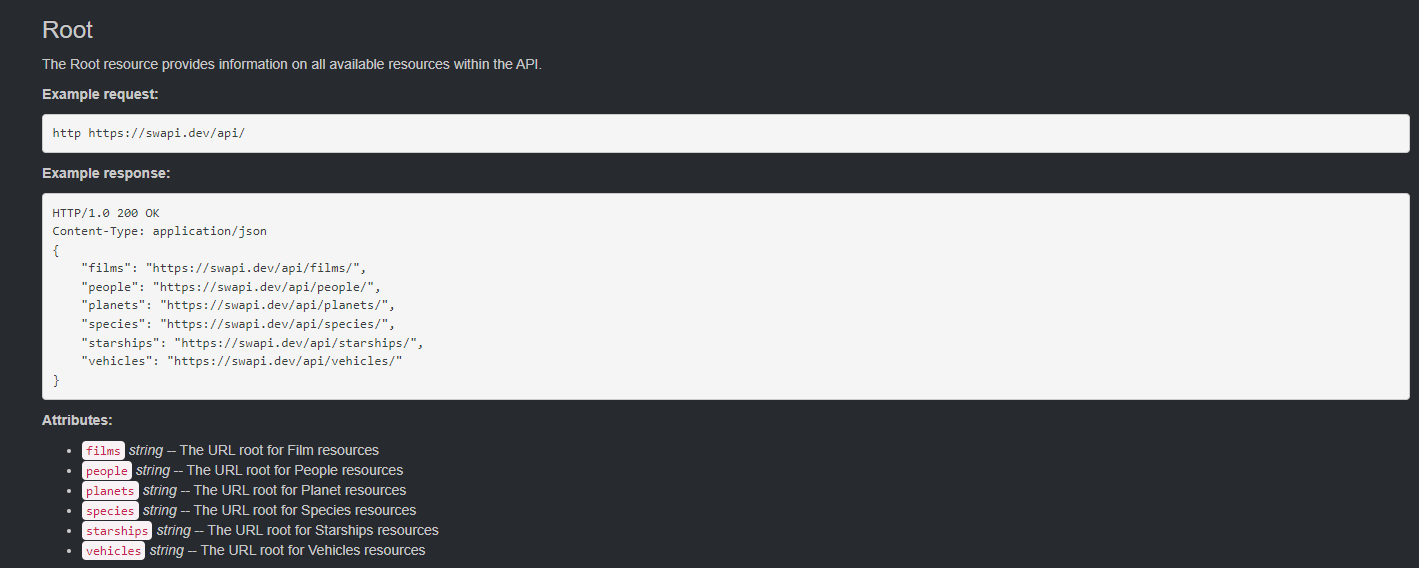 Root
The Root resource provides information on all available resources within the API.
Example request:
http https://swapi.dev/api/
Example response:
HTTP/1.0 200 OK
Content-Type: application/json
{
    "films": "https://swapi.dev/api/films/",
    "people": "https://swapi.dev/api/people/",
    "planets": "https://swapi.dev/api/planets/",
    "species": "https://swapi.dev/api/species/",
    "starships": "https://swapi.dev/api/starships/",
    "vehicles": "https://swapi.dev/api/vehicles/"
}
Attributes:
• films string -- The URL root for Film resources
• people string -- The URL root for People resources
• planets string -- The URL root for Planet resources
• species string -- The URL root for Species resources
• starships string -- The URL root for Starships resources
• vehicles string -- The URL root for Vehicles resources